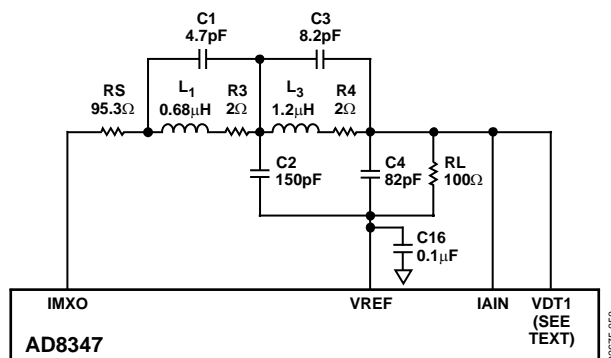 C1
4.7pF
C3
8.2pF
RS
95.3Ω
L1
0.68μH
R3
2Ω
L3
1.2μH
R4
2Ω
C2
150pF
C4
82pF
RL
100Ω
C16
0.1μF
IMXO
VREF
IAIN
VDT1
(SEE
TEXT)
AD8347